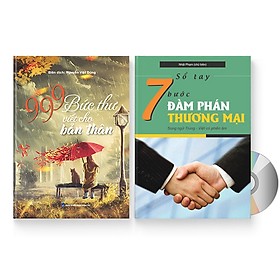 Biên dịch: Nguyễn Việt Dũng
999
Bức thư
viết cho
bản thân
Nhật Phạm (chủ biên)
Sổ tay
7 bước
ĐÀM PHÁN
THƯƠNG MẠI
Song ngữ Trung - Việt có phiên âm